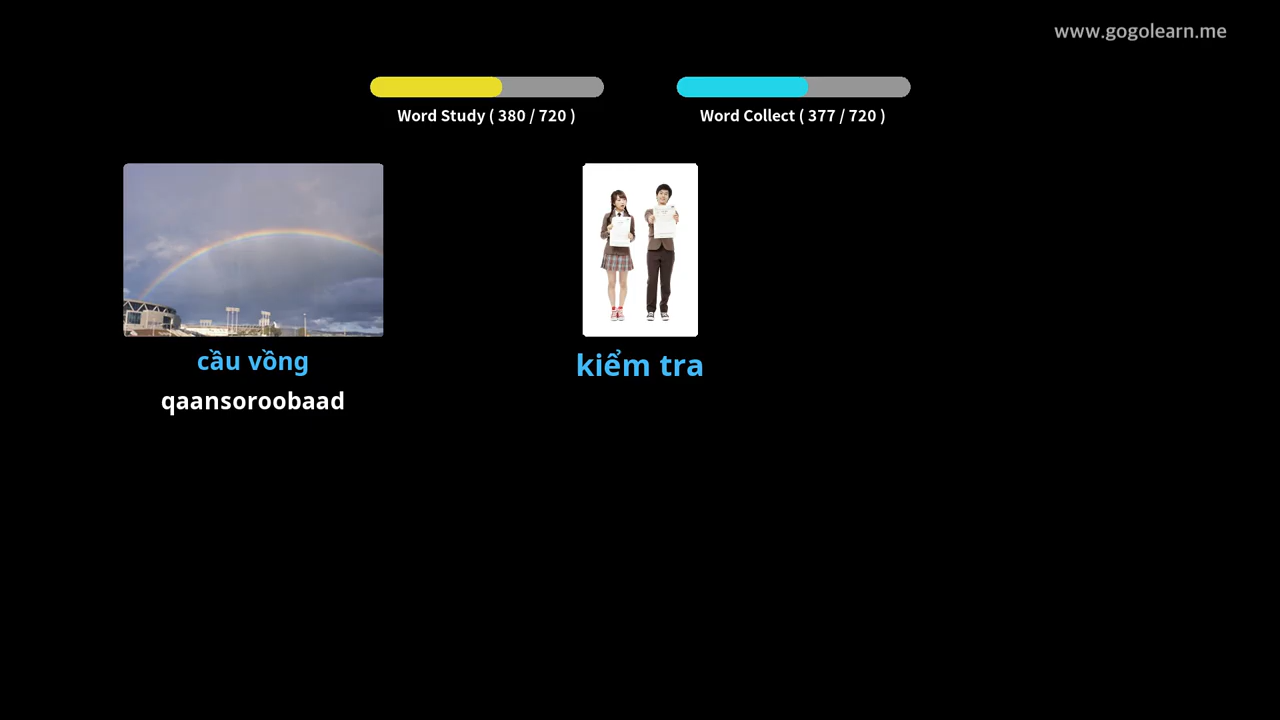 www.gogolearn.me
Word Study ( 380 / 720 )
Word Collect ( 377 / 720 )
cầu vồng
qaansoroobaad
kiểm tra